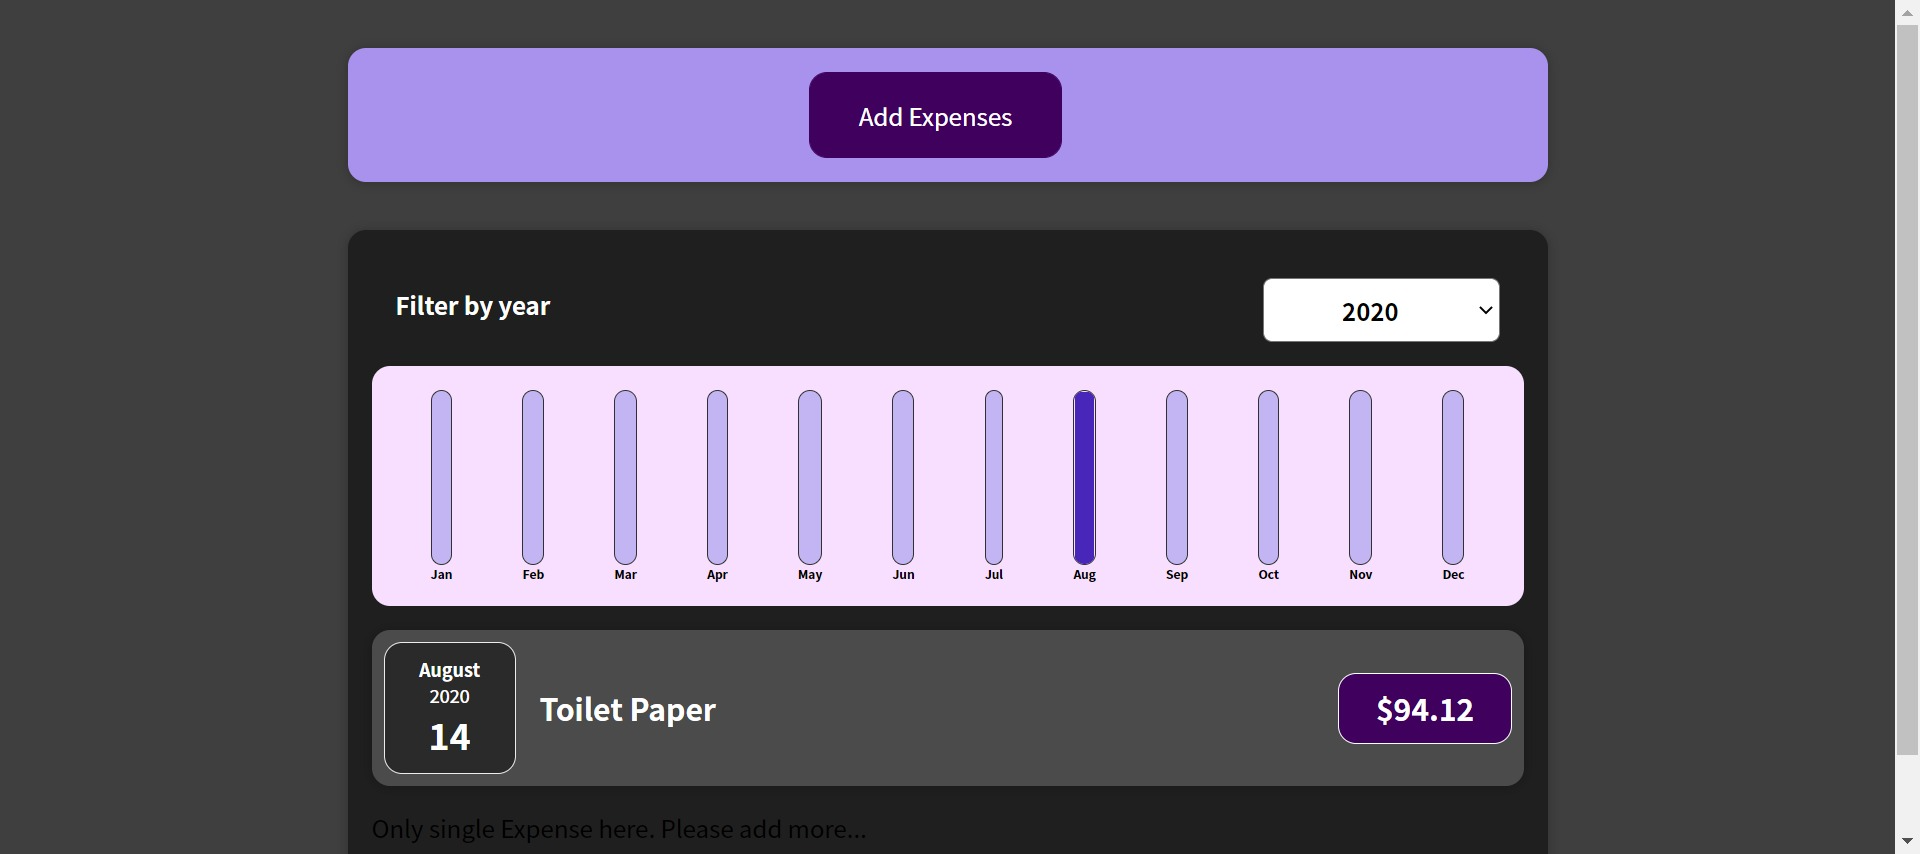 Add Expenses
Filter by year
2020
Jan Feb Mar Apr May Jun Jul Aug Sep Oct Nov Dec
August
2020
14
Toilet Paper
$94.12
Only single Expense here. Please add more...